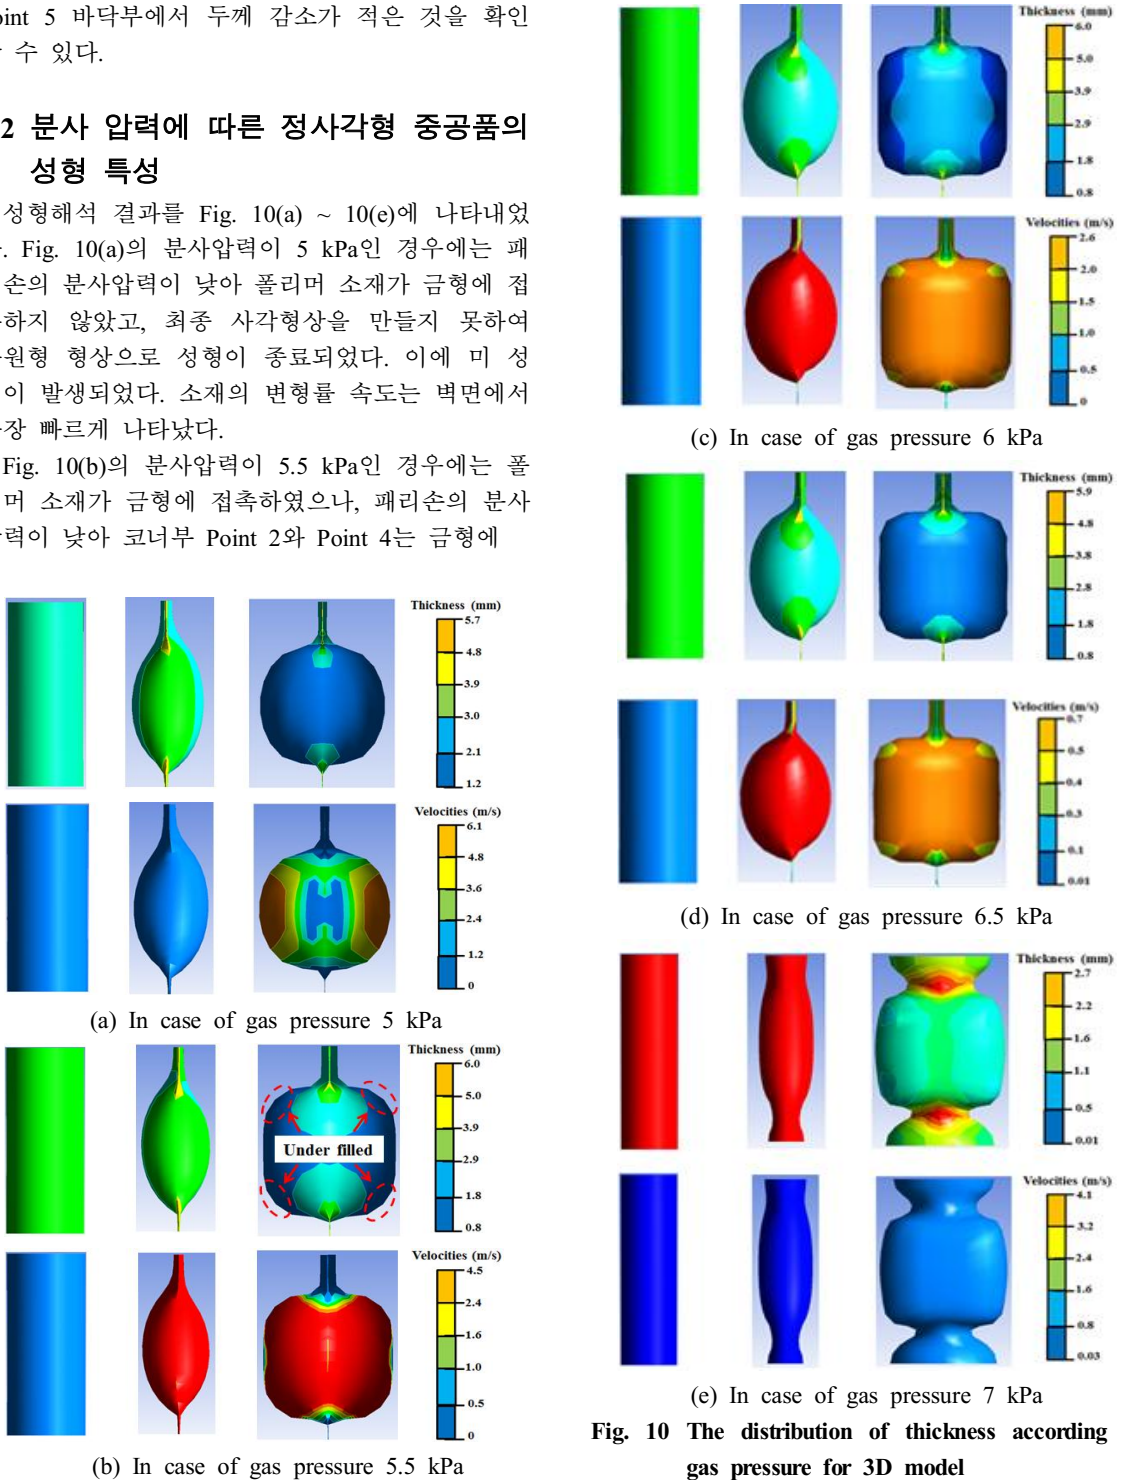 oint 5 바닥부에서 두께 감소가 적은 것을 확인
수 있다.
2 분사 압력에 따른 정사각형 중공품의
성형 특성
성형해석 결과를 Fig. 10(a) ~ 10(e)에 나타내었
. Fig. 10(a)의 분사압력이 5 kPa인 경우에는 패
손의 분사압력이 낮아 폴리머 소재가 금형에 접
하지 않았고, 최종 사각형상을 만들지 못하여
원형 형상으로 성형이 종료되었다. 이에 미 성
이 발생되었다. 소재의 변형률 속도는 벽면에서
장 빠르게 나타났다.
Fig. 10(b)의 분사압력이 5.5 kPa인 경우에는 폴
머 소재가 금형에 접촉하였으나, 패리손의 분사
력이 낮아 코너부 Point 2와 Point 4는 금형에
Thickness (mm)
5.7
4.8
3.9
3.0
2.1
1.2
Velocities (m/s)
6.1
4.8
3.6
2.4
1.2
0
(a) In case of gas pressure 5 kPa
Thickness (mm)
6.0
5.0
3.9
2.9
1.8
0.8
Under filled
Velocities (m/s)
4.5
2.4
1.6
1.0
0.5
0
(b) In case of gas pressure 5.5 kPa
Thickness (mm)
6.0
5.0
3.9
2.9
1.8
0.8
Velocities (m/s)
2.6
2.0
1.5
1.0
0.5
0
(c) In case of gas pressure 6 kPa
Thickness (mm)
5.9
4.8
3.8
2.8
1.8
0.8
Velocities (m/s)
0.7
0.5
0.4
0.3
0.1
0.01
(d) In case of gas pressure 6.5 kPa
Thickness (mm)
2.7
2.2
1.6
1.1
0.5
0.01
Velocities (m/s)
4.1
3.2
2.4
1.6
0.8
0.03
(e) In case of gas pressure 7 kPa
Fig. 10 The distribution of thickness according
gas pressure for 3D model